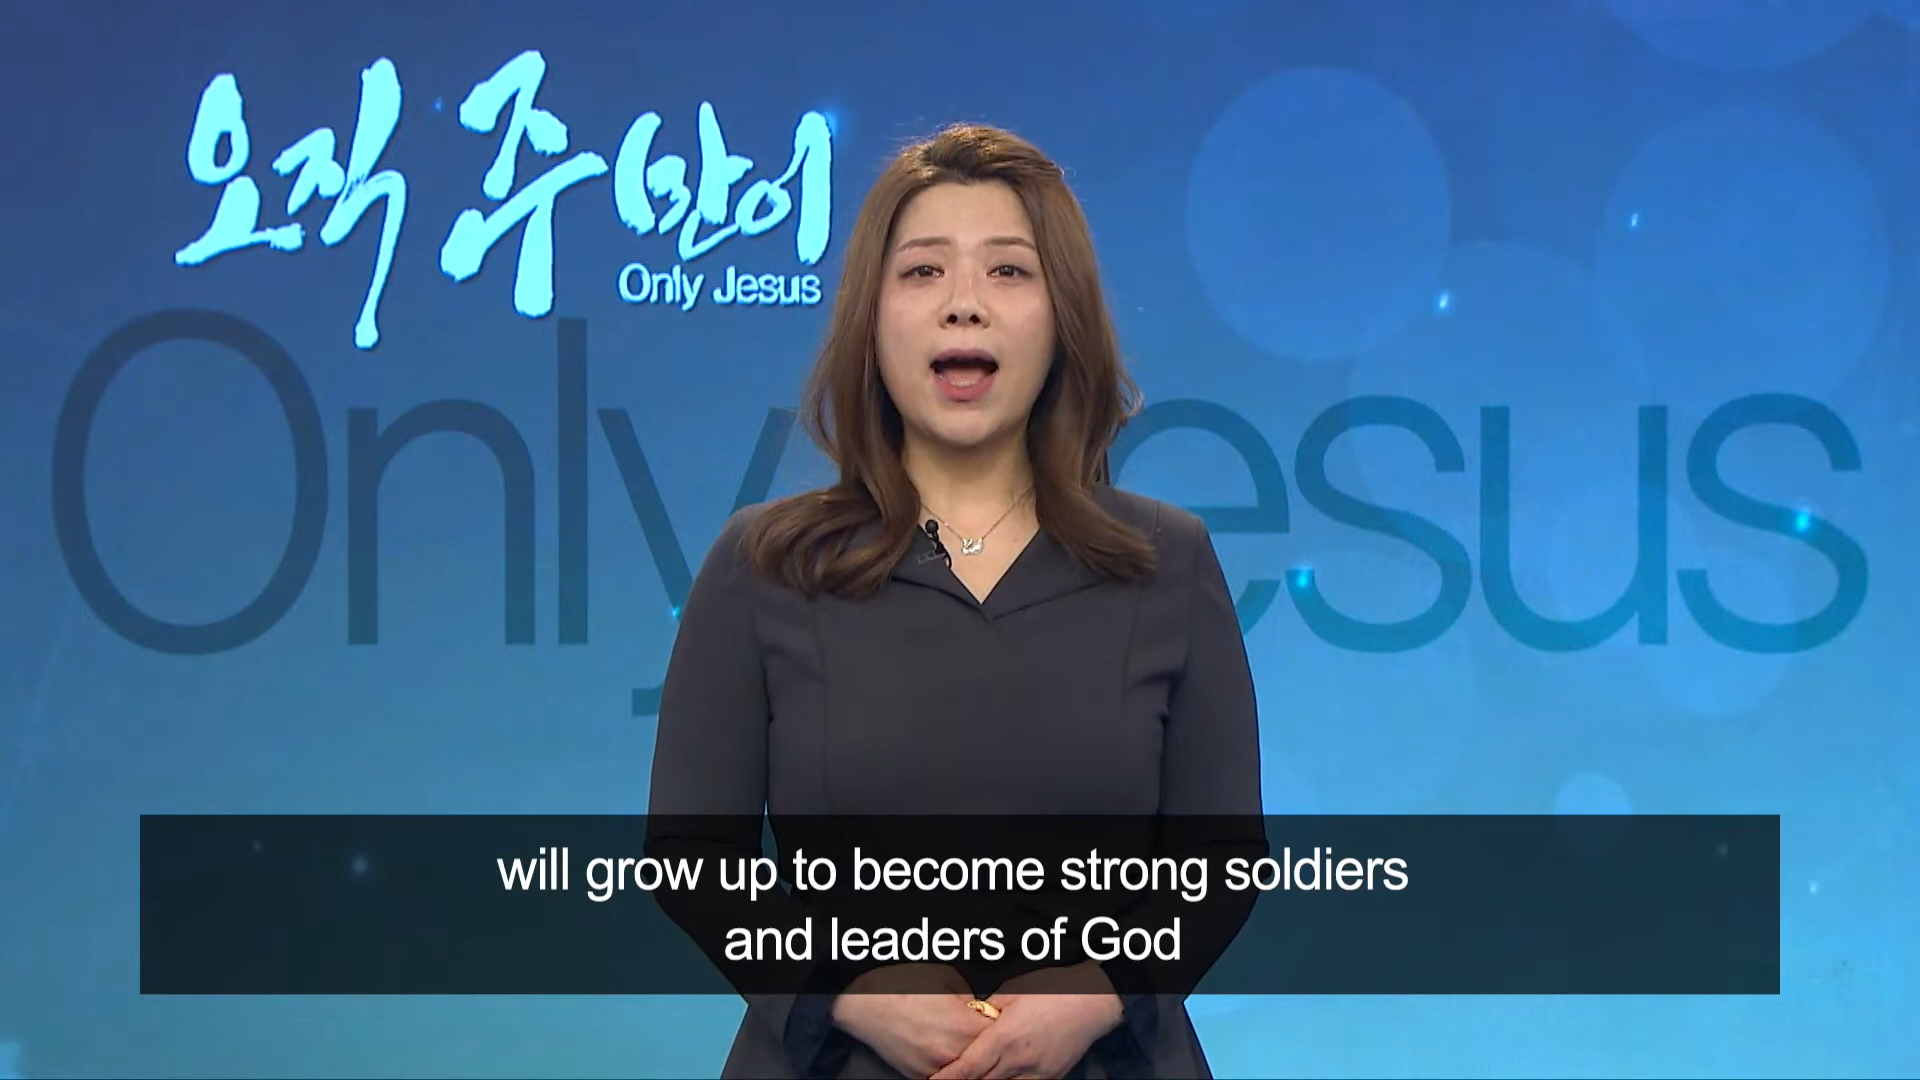 오직 주 만이
Only Jesus
Only Jesus
will grow up to become strong soldiers
and leaders of God